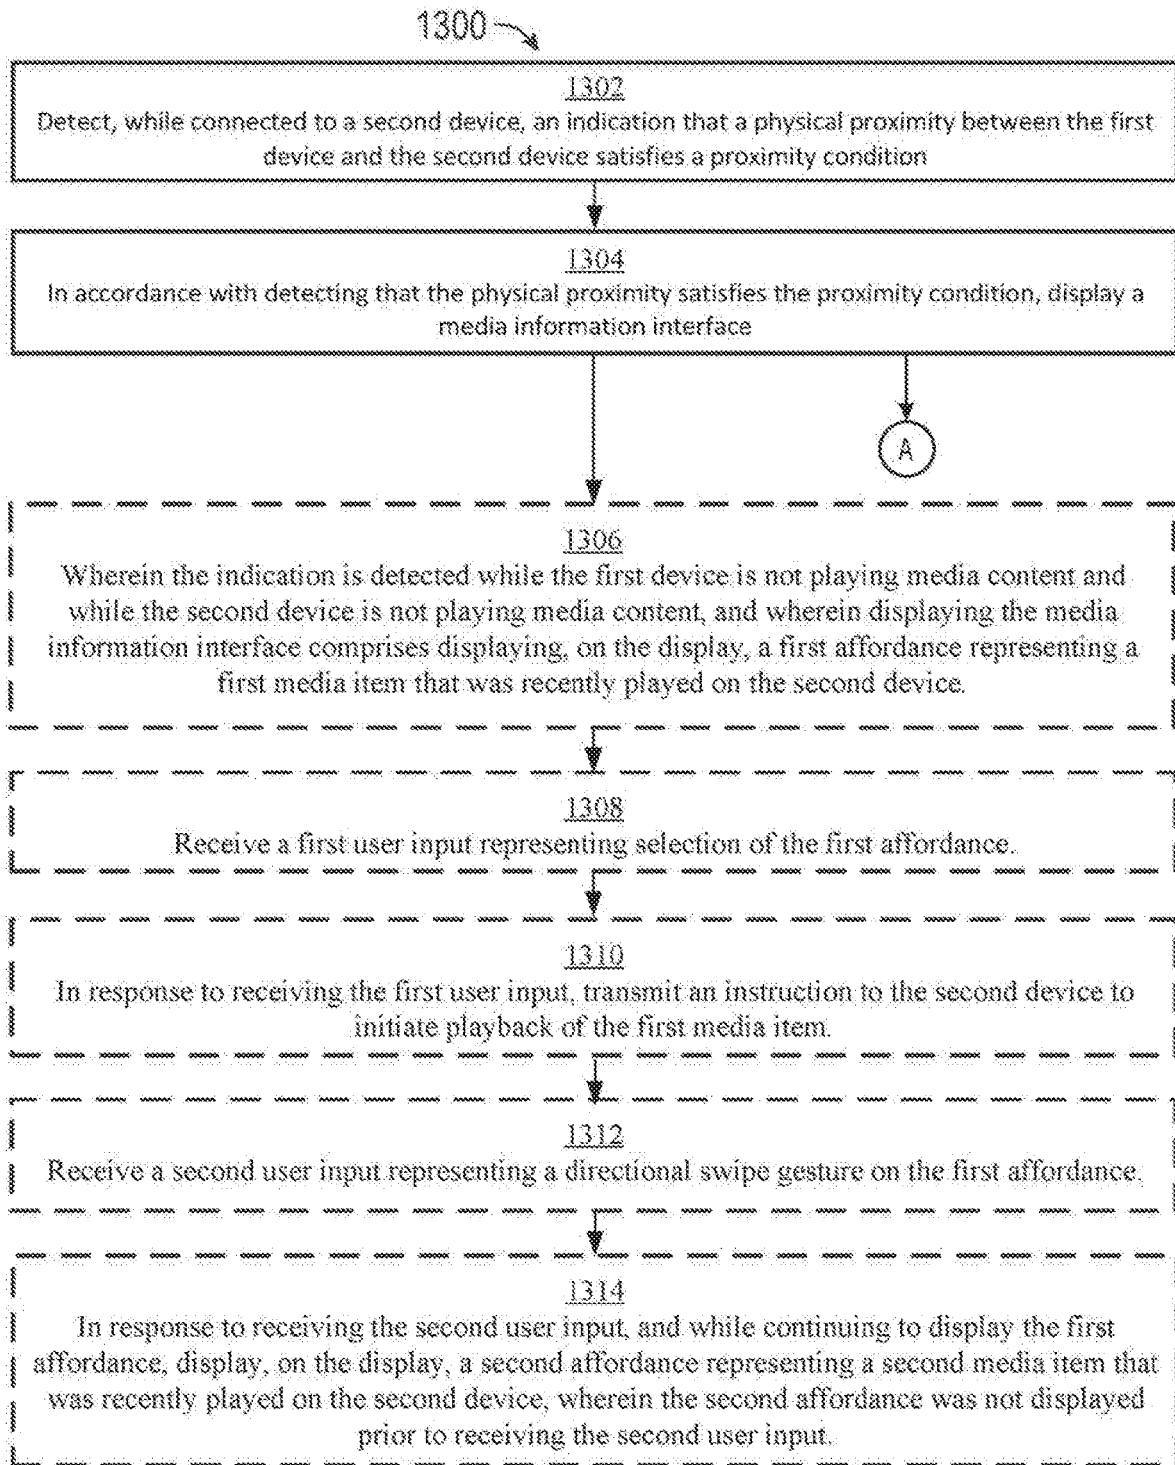 1300
1302
Detect, while connected to a second device, an indication that a physical proximity between the first
device and the second device satisfies a proximity condition
1304
In accordance with detecting that the physical proximity satisfies the proximity condition, display a
media information interface
A
1306
Wherein the indication is detected while the first device is not playing media content and
while the second device is not playing media content, and wherein displaying the media
information interface comprises displaying, on the display, a first affordance representing a
first media item that was recently played on the second device.
1308
Receive a first user input representing selection of the first affordance.
1310
In response to receiving the first user input, transmit an instruction to the second device to
initiate playback of the first media item.
1312
Receive a second user input representing a directional swipe gesture on the first affordance.
1314
In response to receiving the second user input, and while continuing to display the first
affordance, display, on the display, a second affordance representing a second media item that
was recently played on the second device, wherein the second affordance was not displayed
prior to receiving the second user input.